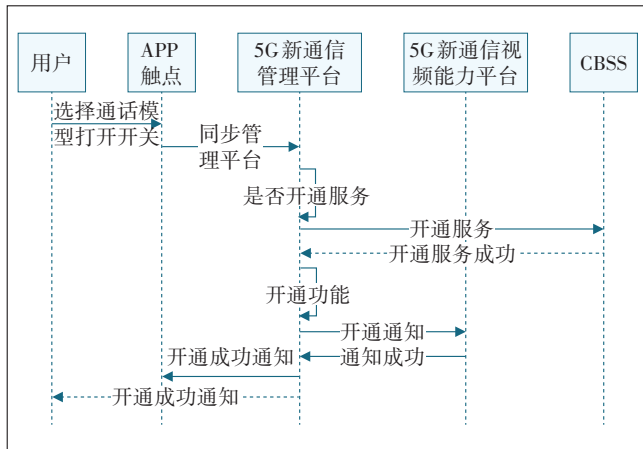 用户
APP
触点
5G新通信
管理平台
5G新通信视
频能力平台
CBSS
选择通话模
型打开开关
同步管
理平台
是否开通服务
开通服务
开通服务成功
开通功能
开通通知
开通成功通知
通知成功
开通成功通知